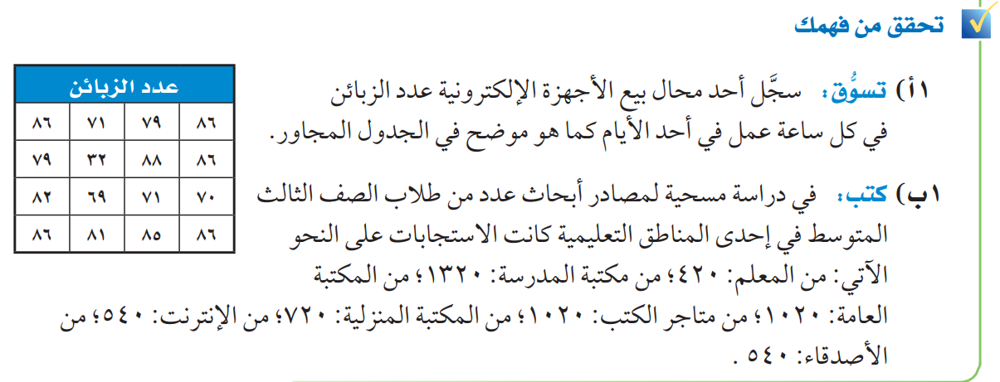 تحقق من فهمك
١أ) تسوُّق: سجَّل أحد محال بيع الأجهزة الإلكترونية عدد الزبائن
في كل ساعة عمل في أحد الأيام كما هو موضح في الجدول المجاور.
عدد الزبائن
٨٦ ٧٩ ٧١ ٨٦
٨٦ ٨٨ ٣٢ ٧٩
٧٠ ٧١ ٦٩ ٨٢
٨٦ ٨٥ ٨١ ٨٦
١ب) كتب: في دراسة مسحية لمصادر أبحاث عدد من طلاب الصف الثالث
المتوسط في إحدى المناطق التعليمية كانت الاستجابات على النحو
الآتي: من المعلم: ٤٢٠؛ من مكتبة المدرسة: ١٣٢٠؛ من المكتبة
العامة: ١٠٢٠؛ من متاجر الكتب: ١٠٢٠؛ من المكتبة المنزلية: ٧٢٠؛ من الإنترنت: ٥٤٠؛ من
الأصدقاء: ٥٤٠ .